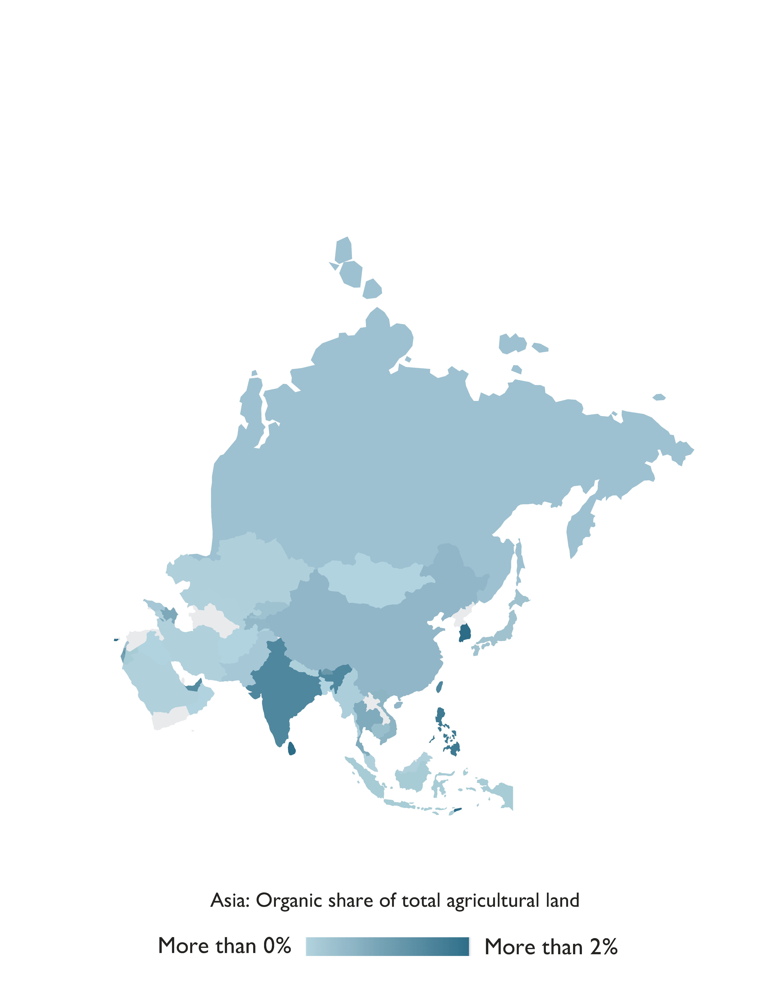 Asia: Organic share of total agricultural land
More than 0% More than 2%